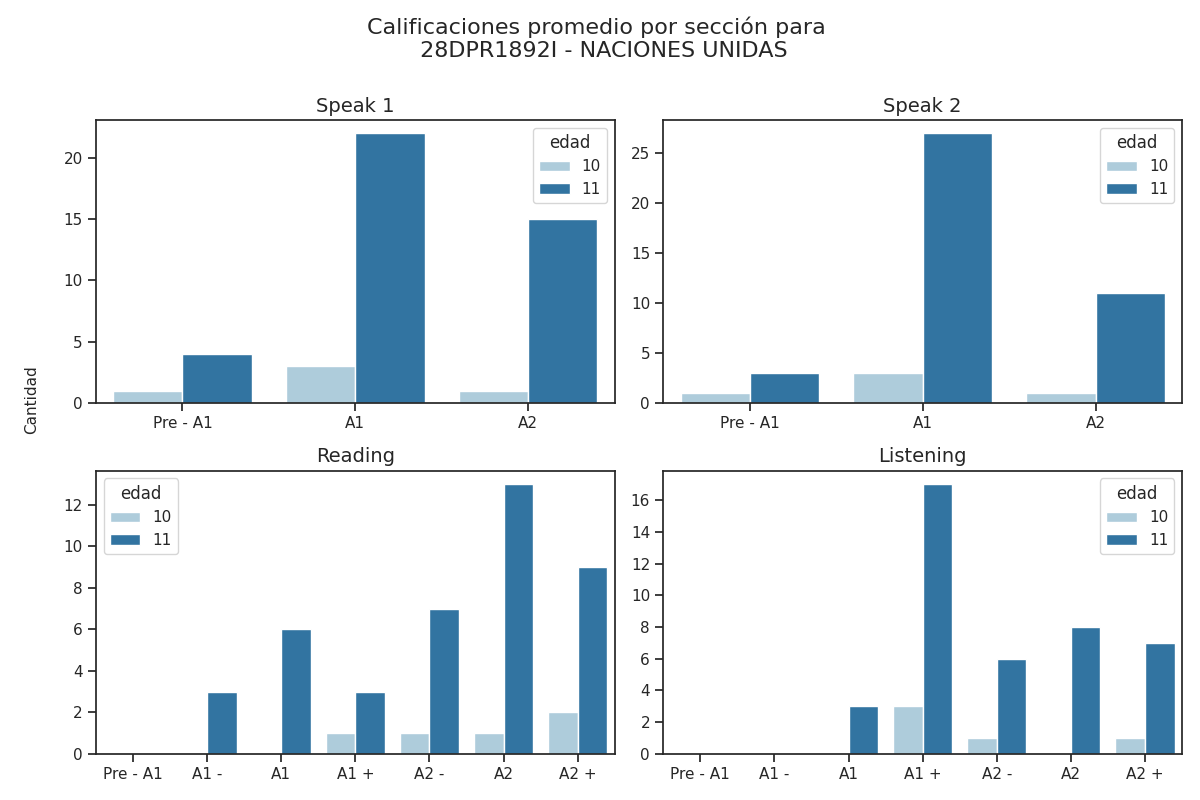 Calificaciones promedio por sección para
28DPR1892I - NACIONES UNIDAS
Speak 1
edad
10
11
20
15
10
5
0
Pre - A1 A1 A2
Speak 2
edad
10
11
25
20
15
10
5
0
Pre - A1 A1 A2
Cantidad
Reading
edad
10
11
12
10
8
6
4
2
0
Pre - A1 A1 - A1 A1 + A2 - A2 A2 +
Listening
edad
10
11
16
14
12
10
8
6
4
2
0
Pre - A1 A1 - A1 A1 + A2 - A2 A2 +